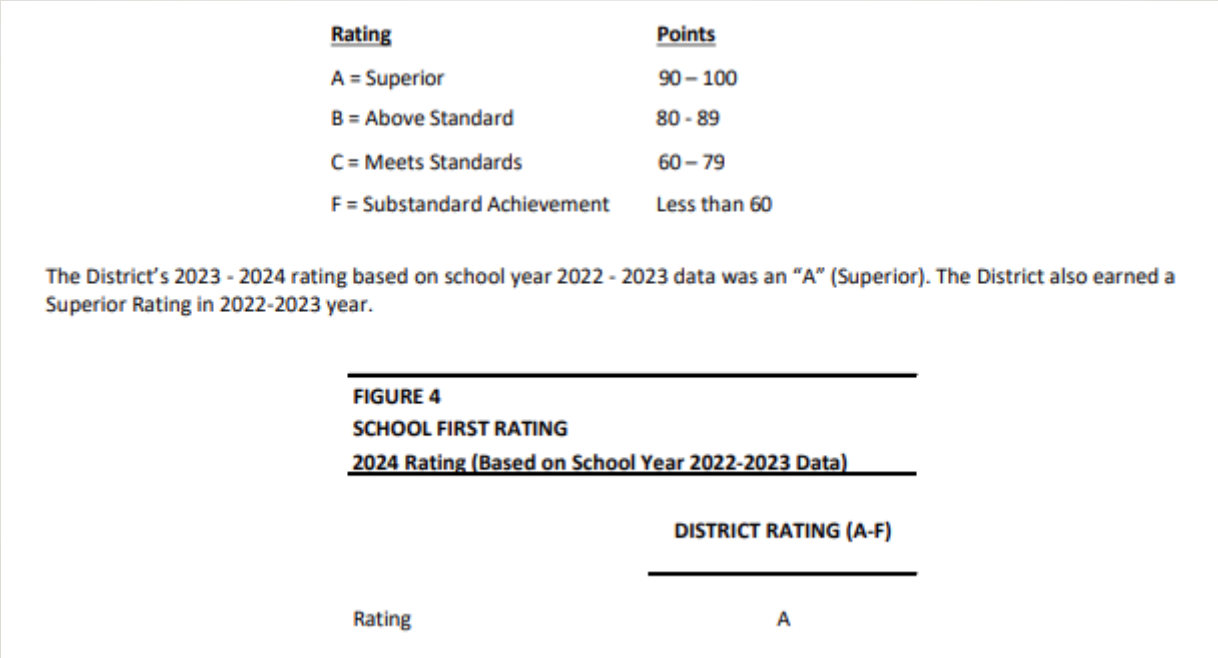 Rating Points
A = Superior 90 – 100
B = Above Standard 80 - 89
C = Meets Standards 60 – 79
F = Substandard Achievement Less than 60
The District’s 2023 - 2024 rating based on school year 2022 - 2023 data was an “A” (Superior). The District also earned a
Superior Rating in 2022-2023 year.
FIGURE 4
SCHOOL FIRST RATING
2024 Rating (Based on School Year 2022-2023 Data)
DISTRICT RATING (A-F)
Rating A